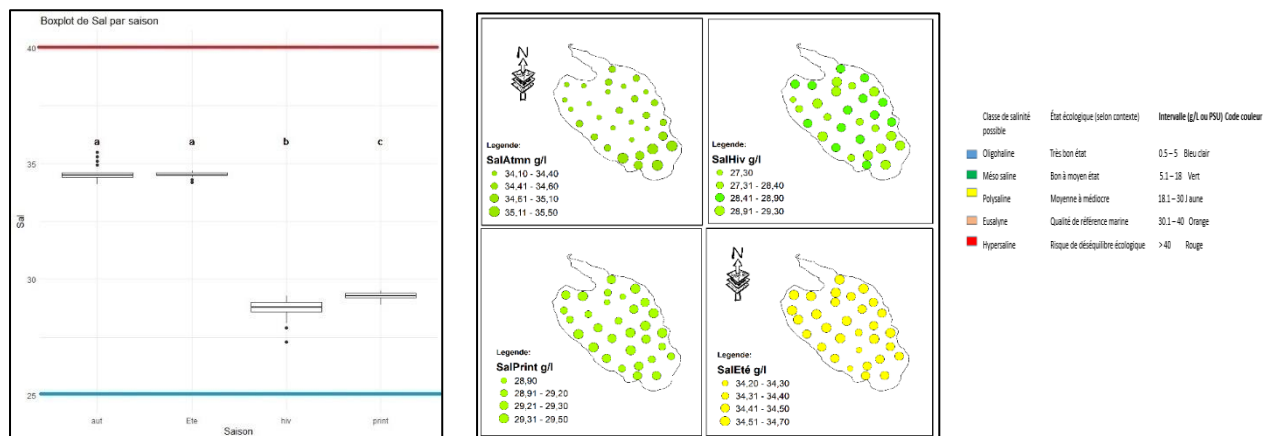 Boxplot de Sal par saison
40
35
30
25
Sal
a
a
b
c
aut
Ete
hiv
print
Saison
N
Legende:
SalAtmn g/l
34,10 - 34,40
34,41 - 34,60
34,61 - 35,10
35,11 - 35,50
Legende:
SalHiv g/l
27,30
27,31 - 28,40
28,41 - 28,90
28,91 - 29,30
Legende:
SalPrint g/l
28,90
28,91 - 29,20
29,21 - 29,30
29,31 - 29,50
N
Legende:
SalEté g/l
34,20 - 34,30
34,31 - 34,40
34,41 - 34,50
34,51 - 34,70
Classe de salinité possible État écologique (selon contexte) Intervalle (g/L ou PSU) Code couleur
Oligohaline Très bon état 0.5 – 5 Bleu clair
Méso saline Bon à moyen état 5.1 – 18 Vert
Polysaline Moyenne à médiocre 18.1 – 30 Jaune
Eusalyne Qualité de référence marine 30.1 – 40 Orange
Hypersaline Risque de déséquilibre écologique > 40 Rouge